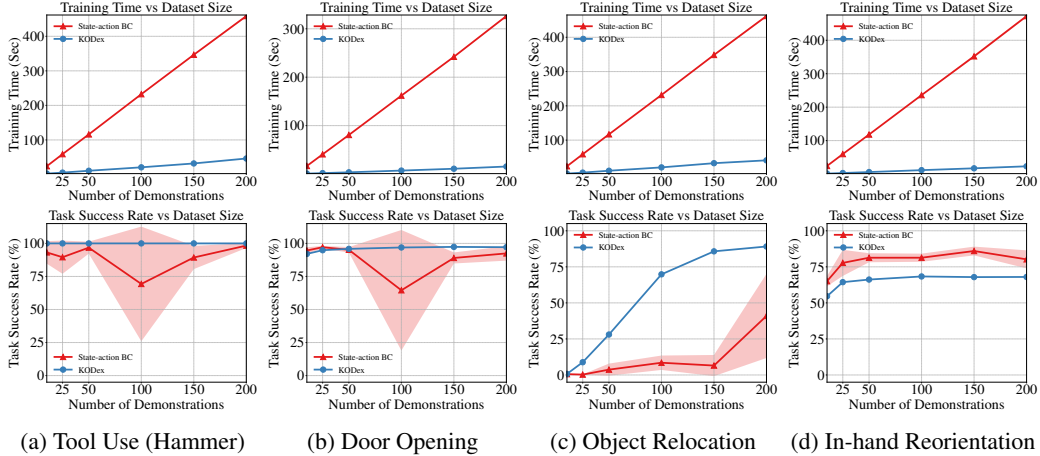 Training Time vs Dataset Size
Training Time (Sec)
400
300
200
100
State-action BC
KODex
25 50 100 150 200
Number of Demonstrations
Training Time vs Dataset Size
Training Time (Sec)
300
200
100
State-action BC
KODex
25 50 100 150 200
Number of Demonstrations
Training Time vs Dataset Size
Training Time (Sec)
400
300
200
100
State-action BC
KODex
25 50 100 150 200
Number of Demonstrations
Training Time vs Dataset Size
Training Time (Sec)
400
300
200
100
State-action BC
KODex
25 50 100 150 200
Number of Demonstrations
Task Success Rate vs Dataset Size
Task Success Rate (%)
100
75
50
25
0
State-action BC
KODex
25 50 100 150 200
Number of Demonstrations
Task Success Rate vs Dataset Size
Task Success Rate (%)
100
75
50
25
0
State-action BC
KODex
25 50 100 150 200
Number of Demonstrations
Task Success Rate vs Dataset Size
Task Success Rate (%)
100
75
50
25
0
State-action BC
KODex
25 50 100 150 200
Number of Demonstrations
Task Success Rate vs Dataset Size
Task Success Rate (%)
100
75
50
25
0
State-action BC
KODex
25 50 100 150 200
Number of Demonstrations
(a) Tool Use (Hammer)
(b) Door Opening
(c) Object Relocation
(d) In-hand Reorientation